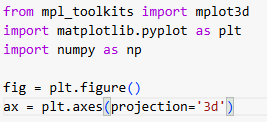 from mpl_toolkits import mplot3d
import matplotlib.pyplot as plt
import numpy as np
fig = plt.figure()
ax = plt.axes(projection='3d')